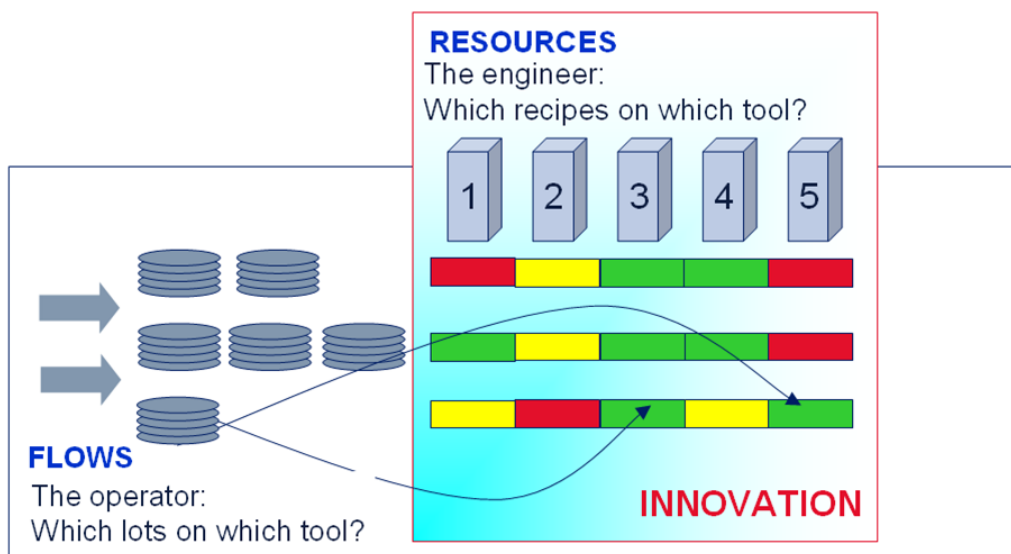 RESOURCES
The engineer:
Which recipes on which tool?
1 2 3 4 5
FLOWS
The operator:
Which lots on which tool?
INNOVATION